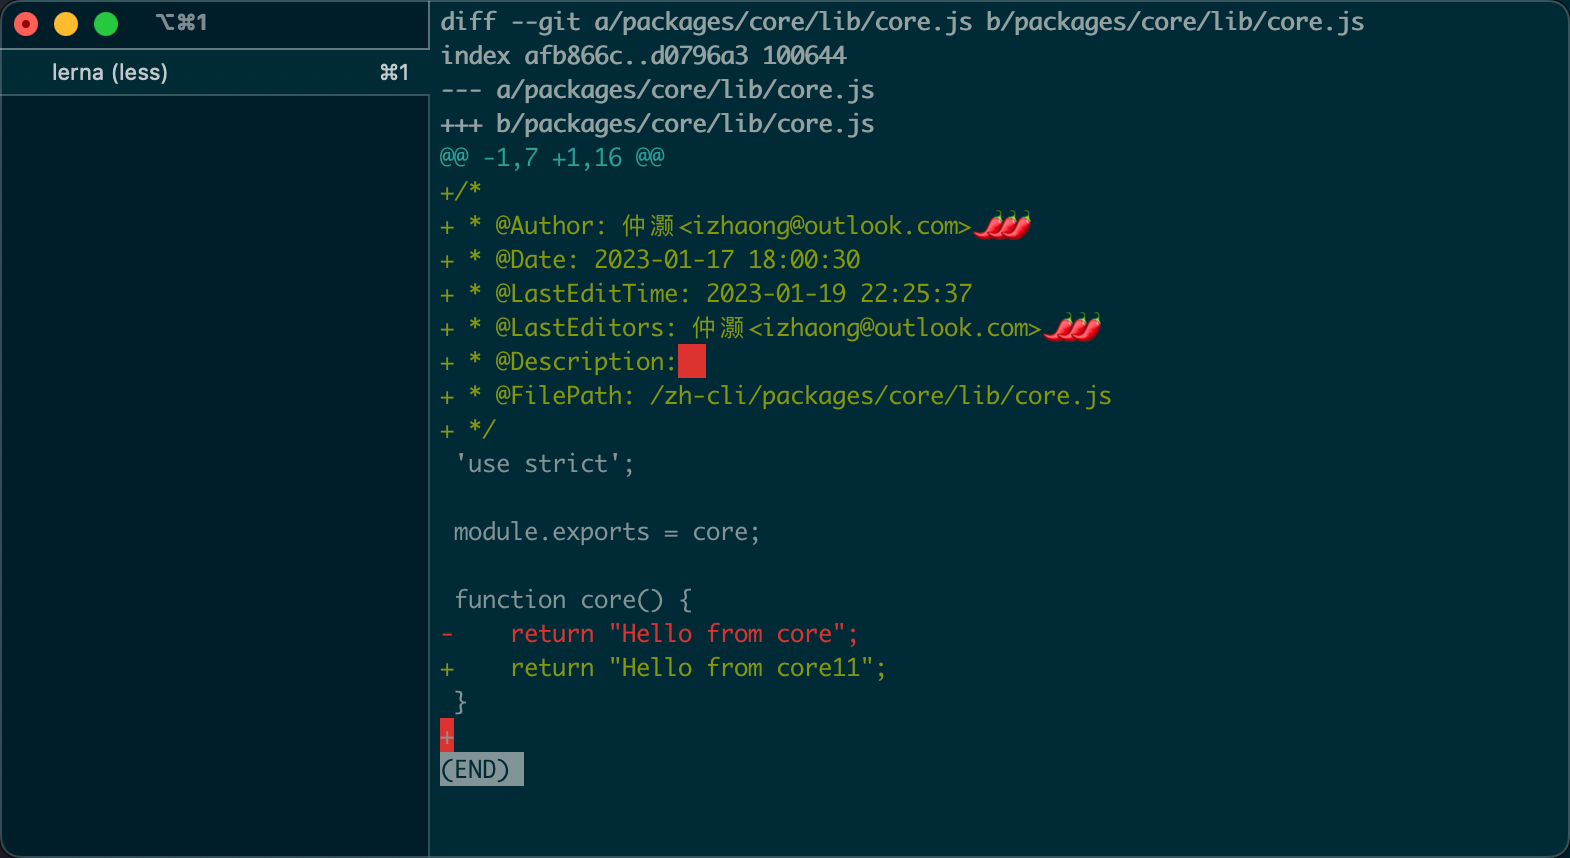 ⌥⌘1
lerna (less) ⌘1
diff --git a/packages/core/lib/core.js b/packages/core/lib/core.js
index afb866c..d0796a3 100644
--- a/packages/core/lib/core.js
+++ b/packages/core/lib/core.js
@@ -1,7 +1,16 @@
+/*
+ * @Author: 仲灏<izhaong@outlook.com>🌶🌶🌶
+ * @Date: 2023-01-17 18:00:30
+ * @LastEditTime: 2023-01-19 22:25:37
+ * @LastEditors: 仲灏<izhaong@outlook.com>🌶🌶🌶
+ * @Description:
+ * @FilePath: /zh-cli/packages/core/lib/core.js
+ */
 'use strict';
 module.exports = core;
 function core() {
-    return "Hello from core";
+    return "Hello from core11";
 }
+
(END)